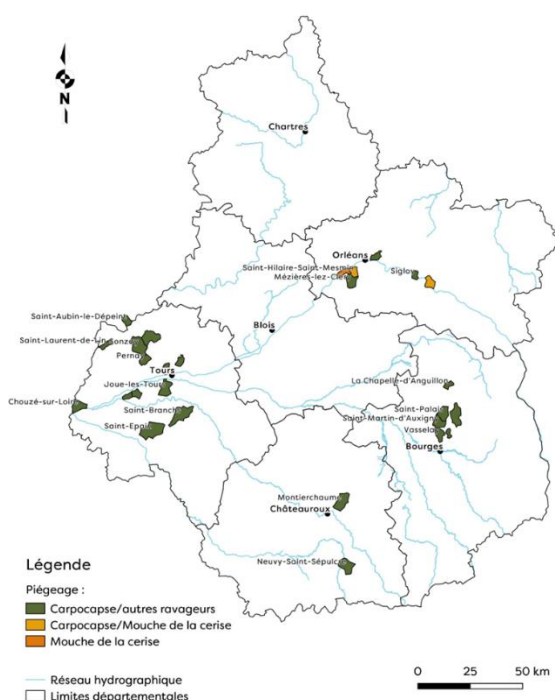 N
Chartres
Orléans
Saint-Hilaire-Saint-Mesmin
Mézières-lez-Clér
Sigloy
Saint-Aubin-le-Dépeint
Blois
Saint-Laurent-de-Lin
Sonzay
Pernay
Tours
La Chapelle-d'Anguillon
Joue-les-Tours
Chouzé-sur-Loire
Saint-Branchs
Saint-Palais
Saint-Martin-d'Auxigny
Saint-Epain
Vasselay
Bourges
Montierchaume
Châteauroux
Neuvy-Saint-Sépulcre
Légende
Piégeage :
Carpocapse/autres ravageurs
Carpocapse/Mouche de la cerise
Mouche de la cerise
Réseau hydrographique
Limites départementales
0 25 50 km